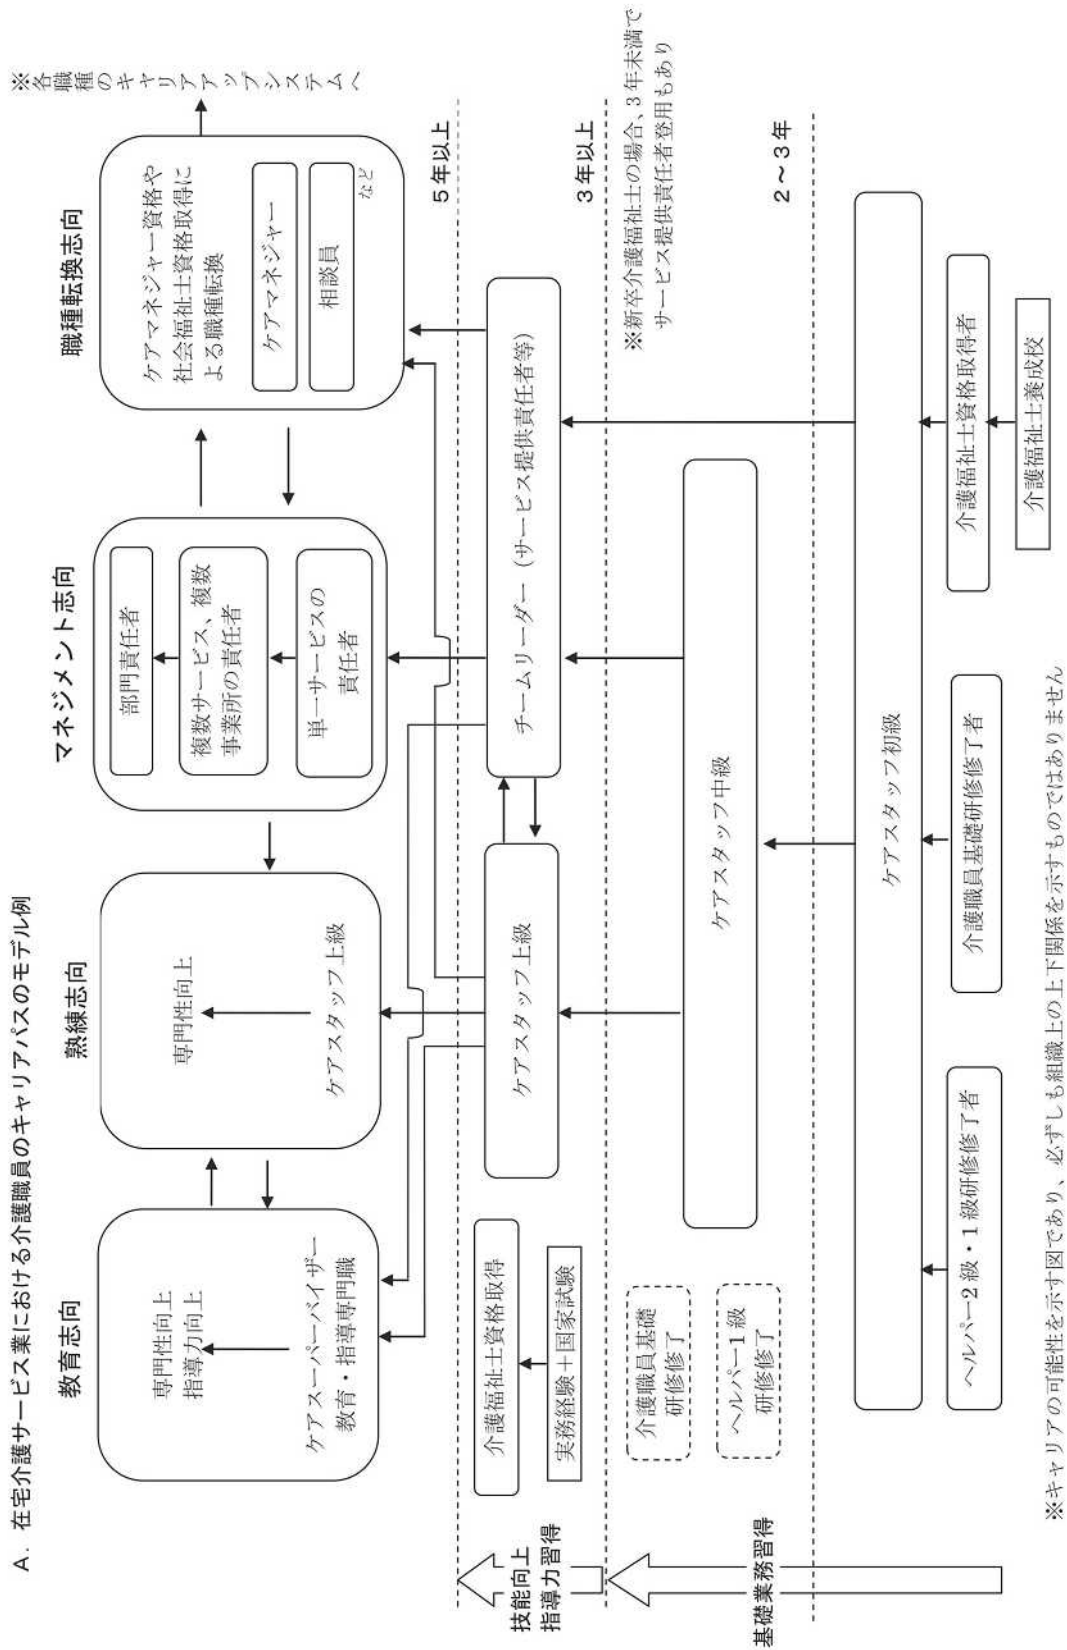 A．在宅介護サービス業における介護職員のキャリアパスのモデル例
教育志向
熟練志向
マネジメント志向
職種転換志向
専門性向上
指導力向上
ケアスーパーバイザー
教育・指導専門職
専門性向上
ケアスタッフ上級
部門責任者
複数サービス、複数
事業所の責任者
単一サービスの
責任者
ケアマネジャー資格や
社会福祉士資格取得に
よる職種転換
ケアマネジャー
相談員
など
※各職種のキャリアアップシステムへ
5年以上
技能向上
指導力習得
介護福祉士資格取得
実務経験＋国家試験
ケアスタッフ上級
チームリーダー（サービス提供責任者等）
3年以上
※新卒介護福祉士の場合、3年未満で
サービス提供責任者登用もあり
介護職員基礎
研修修了
ヘルパー1級
研修修了
ケアスタッフ中級
2～3年
基礎業務習得
ケアスタッフ初級
ヘルパー2級・1級研修修了者
介護職員基礎研修修了者
介護福祉士資格取得者
介護福祉士養成校
※キャリアの可能性を示す図であり、必ずしも組織上の上下関係を示すものではありません